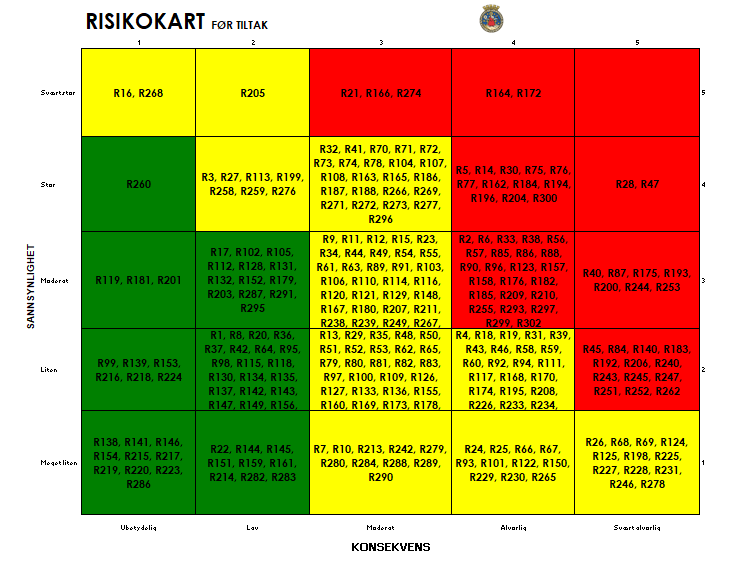 RISIKOKART FØR TILTAK
1 2 3 4 5
Svært stor
R16, R268
R205
R21, R166, R274
R164, R172
5
Stor
R260
R3, R27, R113, R199,
R258, R259, R276
R32, R41, R70, R71, R72,
R73, R74, R78, R104, R107,
R108, R163, R165, R186,
R187, R188, R266, R269,
R271, R272, R273, R277,
R296
R5, R14, R30, R75, R76,
R77, R162, R184, R194,
R196, R204, R300
R28, R47
4
SANNSYNLIGHET
Moderat
R119, R181, R201
R17, R102, R105,
R112, R128, R131,
R132, R152, R179,
R203, R287, R291,
R295
R9, R11, R12, R15, R23,
R34, R44, R49, R54, R55,
R61, R63, R89, R91, R103,
R106, R110, R114, R116,
R120, R121, R129, R148,
R167, R180, R207, R211,
R238, R239, R249, R267,
R2, R6, R33, R38, R56,
R57, R85, R86, R88,
R90, R96, R123, R157,
R158, R176, R182,
R185, R209, R210,
R255, R293, R297,
R299, R302
R40, R87, R175, R193,
R200, R244, R253
3
Liten
R99, R139, R153,
R216, R218, R224
R1, R8, R20, R36,
R37, R42, R64, R95,
R98, R115, R118,
R130, R134, R135,
R137, R142, R143,
R147, R149, R156,
R13, R29, R35, R48, R50,
R51, R52, R53, R62, R65,
R79, R80, R81, R82, R83,
R97, R100, R109, R126,
R127, R133, R136, R155,
R160, R169, R173, R178,
R4, R18, R19, R31, R39,
R43, R46, R58, R59,
R60, R92, R94, R111,
R117, R168, R170,
R174, R195, R208,
R226, R233, R234,
R45, R84, R140, R183,
R192, R206, R240,
R243, R245, R247,
R251, R252, R262
2
Meget liten
R138, R141, R146,
R154, R215, R217,
R219, R220, R223,
R286
R22, R144, R145,
R151, R159, R161,
R214, R282, R283
R7, R10, R213, R242, R279,
R280, R284, R288, R289,
R290
R24, R25, R66, R67,
R93, R101, R122, R150,
R229, R230, R265
R26, R68, R69, R124,
R125, R198, R225,
R227, R228, R231,
R246, R278
1
Ubetydelig Lav Moderat Alvorlig Svært alvorlig
KONSEKVENS